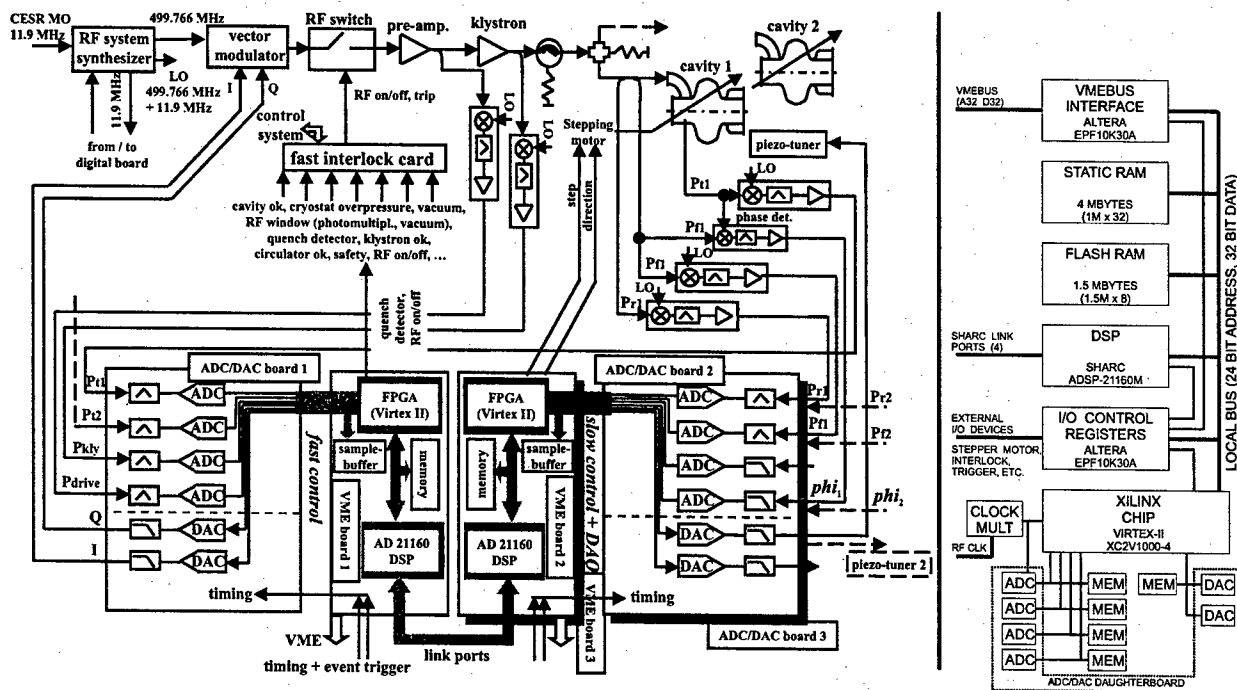 CESR MO
11.9 MHz
RF system
synthesizer
499.766 MHz
LO
499.766 MHz
+ 11.9 MHz
11.9 MHz
from / to
digital board
vector
modulator
I
Q
RF switch
RF on/off, trip
pre-amp.
klystron
cavity 1
cavity 2
control
system
fast interlock card
cavity ok, cryostat overpressure, vacuum,
RF window (photomultipl., vacuum),
quench detector, klystron ok,
circulator ok, safety, RF on/off, ...
quench
detector,
RF on/off
LO
LO
Stepping
motor
step
direction
piezo-tuner
Pt1
LO
phase det.
Pf1
LO
Pf1
LO
Pr1
ADC/DAC board 1
Pt1
ADC
Pt2
ADC
Pkly
ADC
Pdrive
ADC
Q
DAC
I
DAC
timing
fast control
FPGA
(Virtex II)
sample-
buffer
memory
VME board 1
AD 21160
DSP
VME
timing + event trigger
link ports
FPGA
(Virtex II)
sample-
buffer
memory
VME board 2
AD 21160
DSP
slow control + DAQ
VME board 3
timing
ADC/DAC board 2
ADC
Pr1
Pr2
ADC
Pf1
Pf2
ADC
ADC
phi1
phi2
DAC
DAC
piezo-tuner 2
ADC/DAC board 3
VMEBUS
(A32 D32)
VMEBUS
INTERFACE
ALTERA
EPF10K30A
STATIC RAM
4 MBYTES
(1M x 32)
FLASH RAM
1.5 MBYTES
(1.5M x 8)
SHARC LINK
PORTS (4)
DSP
SHARC
ADSP-21160M
EXTERNAL
I/O DEVICES
STEPPER MOTOR,
INTERLOCK,
TRIGGER, ETC.
I/O CONTROL
REGISTERS
ALTERA
EPF10K30A
LOCAL BUS (24 BIT ADDRESS, 32 BIT DATA)
CLOCK
MULT
RF CLK
XILINX
CHIP
VIRTEX-II
XC2V1000-4
ADC
MEM
MEM
DAC
ADC
MEM
DAC
ADC
MEM
ADC
MEM
ADC/DAC DAUGHTERBOARD